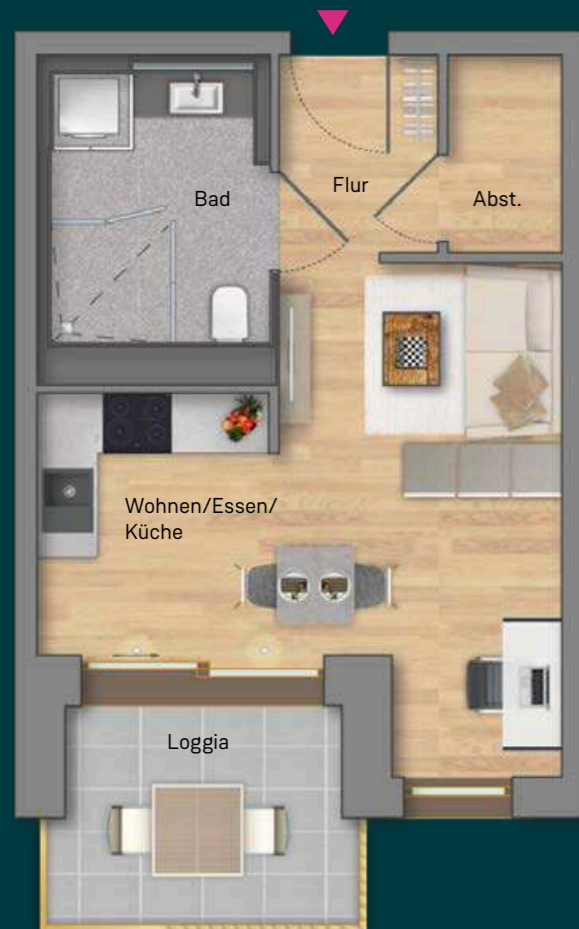 Bad
Flur
Abst.
Wohnen/Essen/
Küche
Loggia